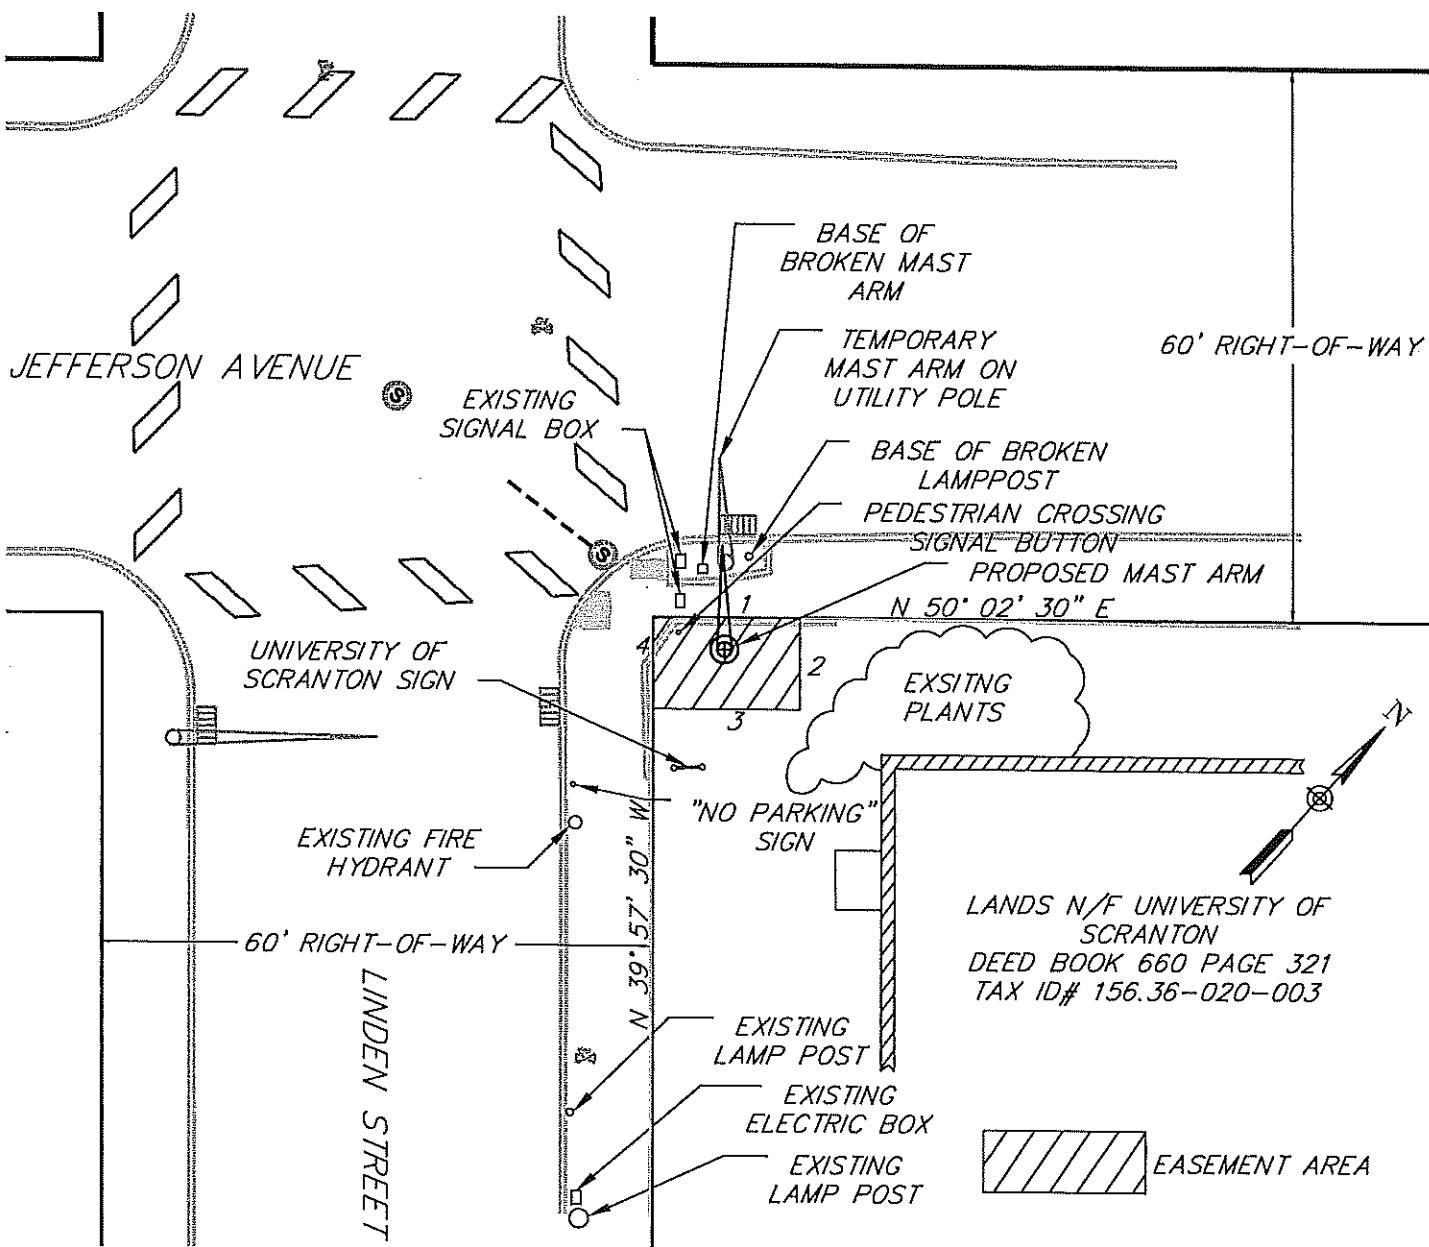 BASE OF
BROKEN MAST
ARM
TEMPORARY
MAST ARM ON
UTILITY POLE
60' RIGHT-OF-WAY
JEFFERSON AVENUE
S
EXISTING
SIGNAL BOX
BASE OF BROKEN
LAMPPOST
PEDESTRIAN CROSSING
SIGNAL BUTTON
S
PROPOSED MAST ARM
N 50° 02' 30" E
1
2
3
4
UNIVERSITY OF
SCRANTON SIGN
EXSITNG
PLANTS
N
"NO PARKING"
SIGN
EXISTING FIRE
HYDRANT
N 39° 57' 30" W
60' RIGHT-OF-WAY
LANDS N/F UNIVERSITY OF
SCRANTON
DEED BOOK 660 PAGE 321
TAX ID# 156.36-020-003
LINDEN STREET
EXISTING
LAMP POST
EXISTING
ELECTRIC BOX
EXISTING
LAMP POST
EASEMENT AREA